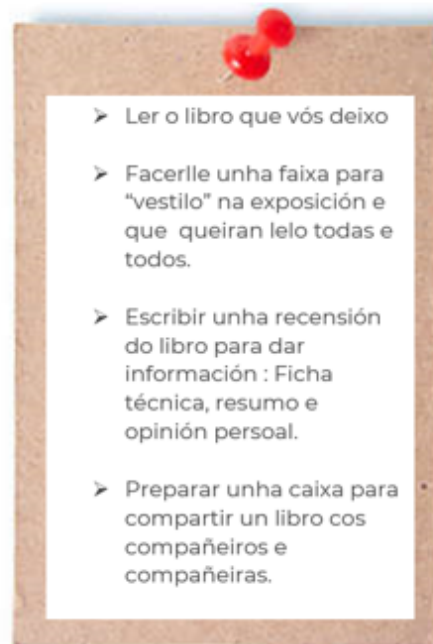 ➢ Ler o libro que vós deixo
➢ Facerlle unha faixa para
“vestilo” na exposición e
que queiran lelo todas e
todos.
➢ Escribir unha recensión
do libro para dar
información : Ficha
técnica, resumo e
opinión persoal.
➢ Preparar unha caixa para
compartir un libro cos
compañeiros e
compañeiras.